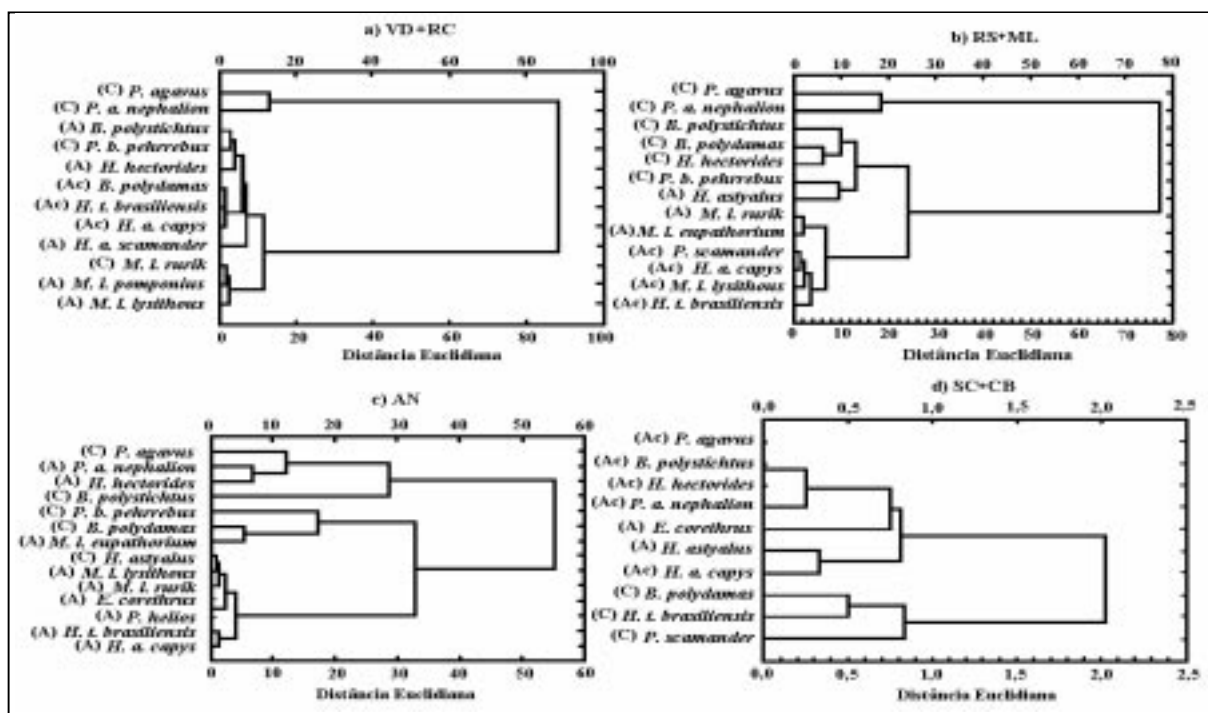 a) VD+RC
0 20 40 60 80 100
(C) P. agavus
(C) P. a. nephalion
(A) B. polystichtus
(C) P. b. pehrrebus
(A) H. hectorides
(Ac) B. polydamas
(Ac) H. t. brasiliensis
(Ac) H. a. capys
(A) H. a. scamander
(C) M. l. rurik
(A) M. l. pomponius
(A) M. l. lysithous
0 20 40 60 80 100
Distância Euclidiana
b) RS+ML
0 10 20 30 40 50 60 70 80
(C) P. agavus
(C) P. a. nephalion
(C) B. polystichtus
(C) B. polydamas
(C) H. hectorides
(C) P. b. pehrrebus
(A) H. astyalus
(A) M. l. rurik
(A) M. l. eupathorium
(Ac) P. scamander
(Ac) H. a. capys
(Ac) M. l. lysithous
(Ac) H. t. brasiliensis
0 10 20 30 40 50 60 70 80
Distância Euclidiana
c) AN
0 10 20 30 40 50 60
(C) P. agavus
(A) P. a. nephalion
(A) H. hectorides
(C) B. polystichtus
(C) P. b. pehrrebus
(C) B. polydamas
(A) M. l. eupathorium
(C) H. astyalus
(A) M. l. lysithous
(A) M. l. rurik
(A) E. corethrus
(A) P. helios
(A) H. t. brasiliensis
(A) H. a. capys
0 10 20 30 40 50 60
Distância Euclidiana
d) SC+CB
0,0 0,5 1,0 1,5 2,0 2,5
(Ac) P. agavus
(Ac) B. polystichtus
(Ac) H. hectorides
(Ac) P. a. nephalion
(A) E. corethrus
(A) H. astyalus
(Ac) H. a. capys
(C) B. polydamas
(C) H. t. brasiliensis
(C) P. scamander
0,0 0,5 1,0 1,5 2,0 2,5
Distância Euclidiana